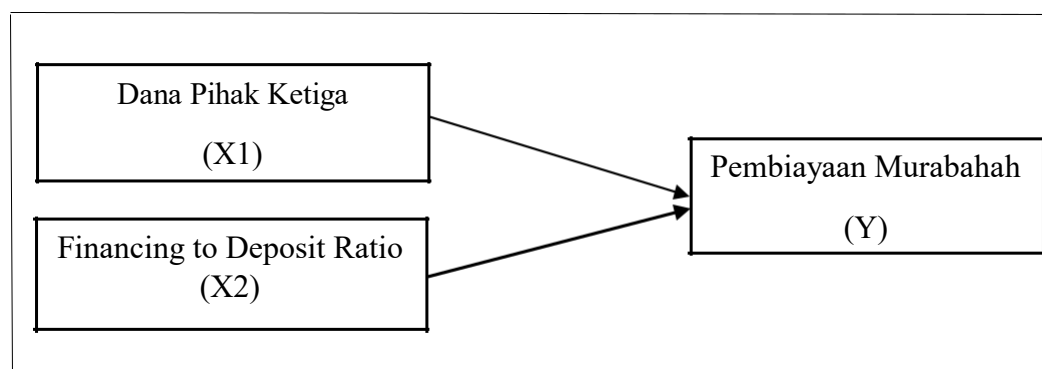 Dana Pihak Ketiga
(X1)
Financing to Deposit Ratio
(X2)
Pembiayaan Murabahah
(Y)